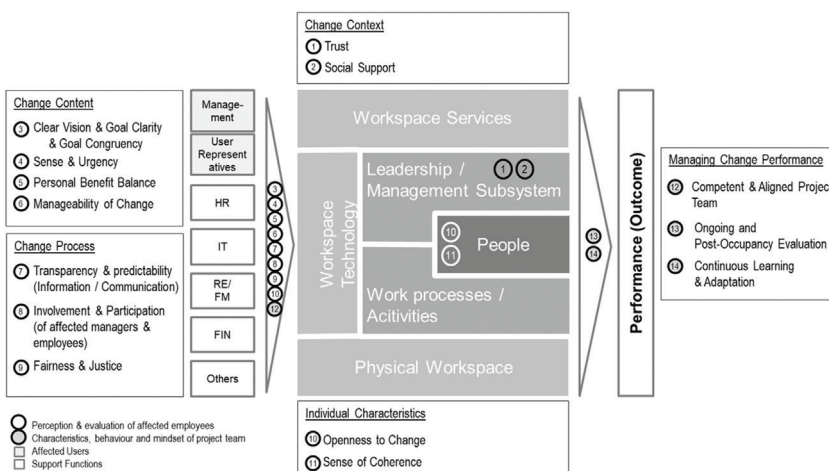 Change Context
1 Trust
2 Social Support
Change Content
3 Clear Vision & Goal Clarity
& Goal Congruency
4 Sense & Urgency
5 Personal Benefit Balance
6 Manageability of Change
Change Process
7 Transparency & predictability
(Information / Communication)
8 Involvement & Participation
(of affected managers &
employees)
9 Fairness & Justice
Manage-
ment
User
Represent
atives
HR
IT
RE/
FM
FIN
Others
3
4
5
6
7
8
9
10
12
Workspace Services
Workspace
Technology
Leadership /
Management Subsystem
1 2
10
11
People
Work processes /
Acitivities
Physical Workspace
13
14
Performance (Outcome)
Managing Change Performance
12 Competent & Aligned Project
Team
13 Ongoing and
Post-Occupancy Evaluation
14 Continuous Learning
& Adaptation
Individual Characteristics
10 Openness to Change
11 Sense of Coherence
Perception & evaluation of affected employees
Characteristics, behaviour and mindset of project team
Affected Users
Support Functions